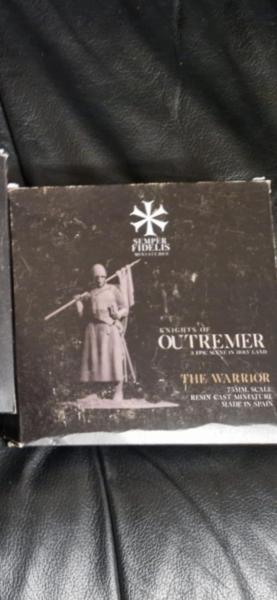 SEMPER
FIDELIS
MINIATURES
KNIGHTS OF
OUTREMER
A EPIC SCENE IN HOLY LAND
THE WARRIOR
75MM. SCALE
RESIN CAST MINIATURE
MADE IN SPAIN